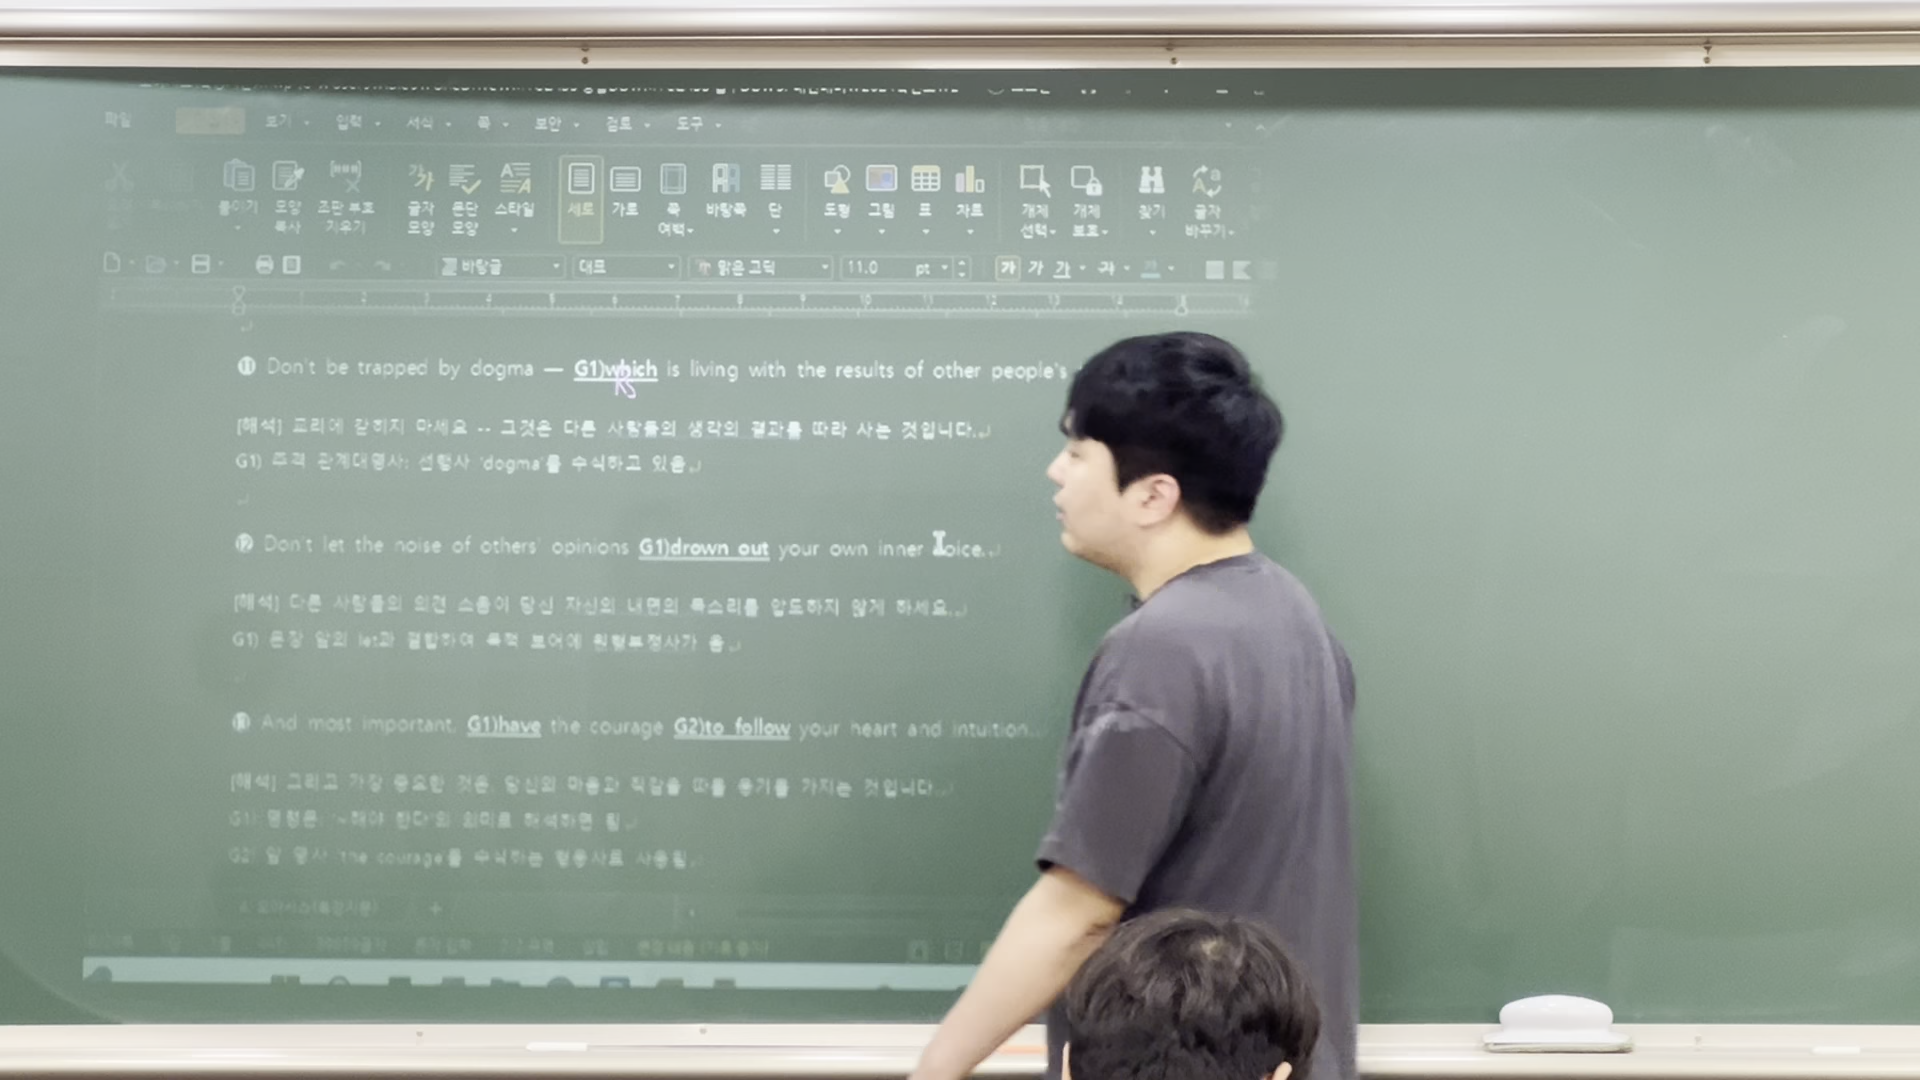 파일 보기 입력 서식 쪽 보안 검토 도구
붙이기 모양 복사 조판 부호 지우기 글자 모양 문단 모양 스타일 세로 가로 쪽 여백 바탕쪽 단 도형 그림 표 차트 개체 선택 개체 보호 찾기 글자 바꾸기
바탕글 대표 맑은 고딕 11.0 pt 가 가 가 가
⓫ Don't be trapped by dogma — G1)which is living with the results of other people's
[해석] 교리에 갇히지 마세요 -- 그것은 다른 사람들의 생각의 결과를 따라 사는 것입니다.
G1) 주격 관계대명사: 선행사 'dogma'를 수식하고 있음
⓬ Don't let the noise of others' opinions G1)drown out your own inner voice.
[해석] 다른 사람들의 의견 소음이 당신 자신의 내면의 목소리를 압도하지 않게 하세요.
G1) 문장 앞의 let과 결합하여 목적 보어에 원형부정사가 옴
⓭ And most important, G1)have the courage G2)to follow your heart and intuition.
[해석] 그리고 가장 중요한 것은, 당신의 마음과 직감을 따를 용기를 가지는 것입니다.
G1) 명령문: '~해야 한다'의 의미로 해석하면 됨
G2) 앞 명사 'the courage'를 수식하는 형용사로 사용됨